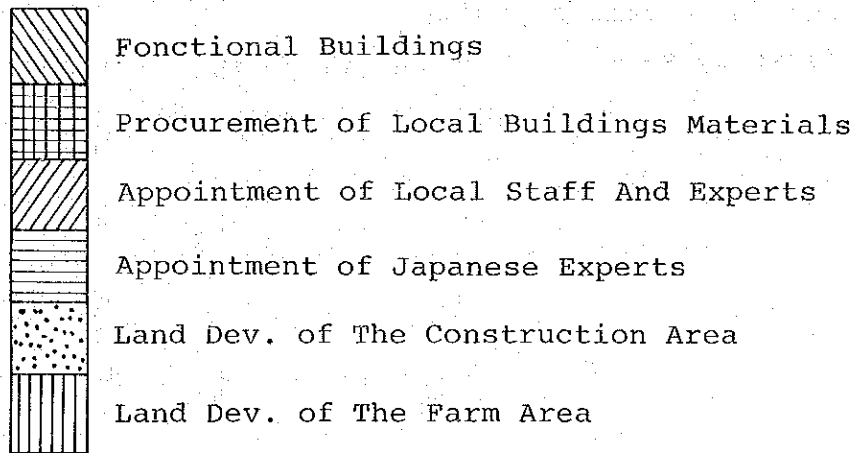 Fonctional Buildings
Procurement of Local Buildings Materials
Appointment of Local Staff And Experts
Appointment of Japanese Experts
Land Dev. of The Construction Area
Land Dev. of The Farm Area